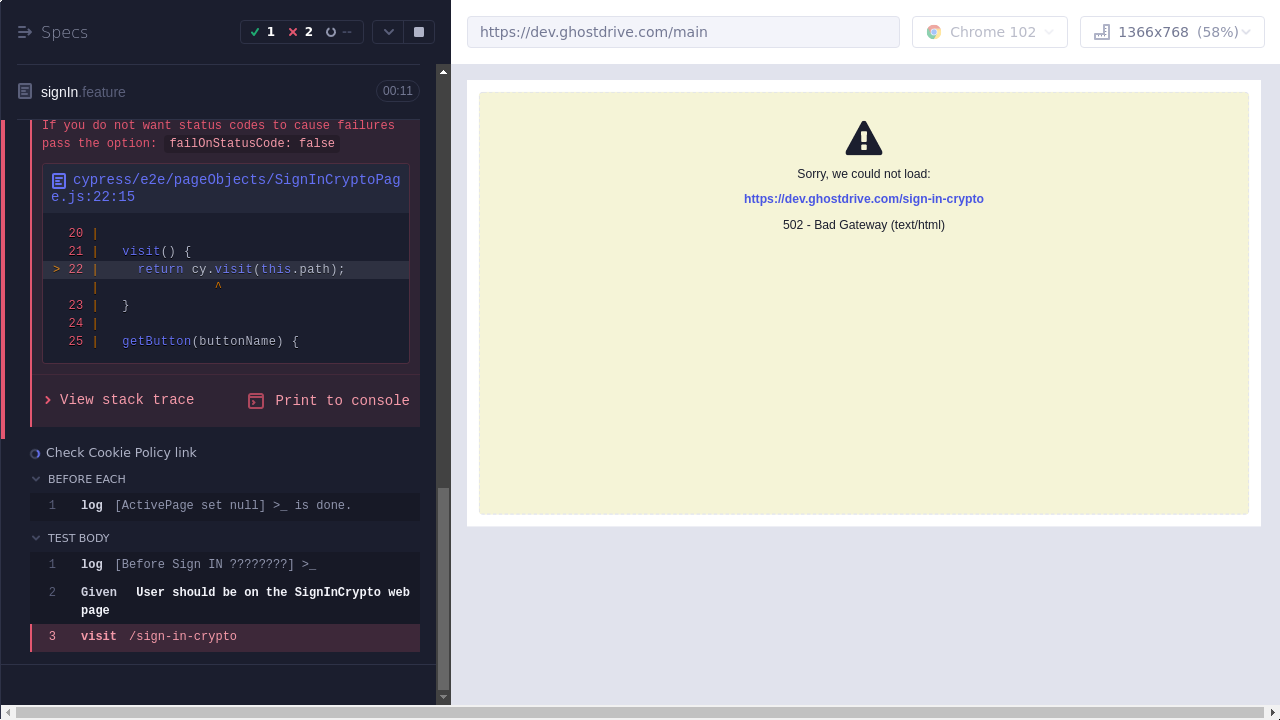 Specs
1
2
--
signIn.feature
00:11
If you do not want status codes to cause failures
pass the option: failOnStatusCode: false
cypress/e2e/pageObjects/SignInCryptoPag
e.js:22:15
20 |
21 |   visit() {
> 22 |     return cy.visit(this.path);
|               ^
23 |   }
24 |
25 |   getButton(buttonName) {
View stack trace
Print to console
Check Cookie Policy link
BEFORE EACH
1 log [ActivePage set null] >_ is done.
TEST BODY
1 log [Before Sign IN ????????] >_
2 Given User should be on the SignInCrypto web
page
3 visit /sign-in-crypto
https://dev.ghostdrive.com/main
Chrome 102
1366x768 (58%)
Sorry, we could not load:
https://dev.ghostdrive.com/sign-in-crypto
502 - Bad Gateway (text/html)